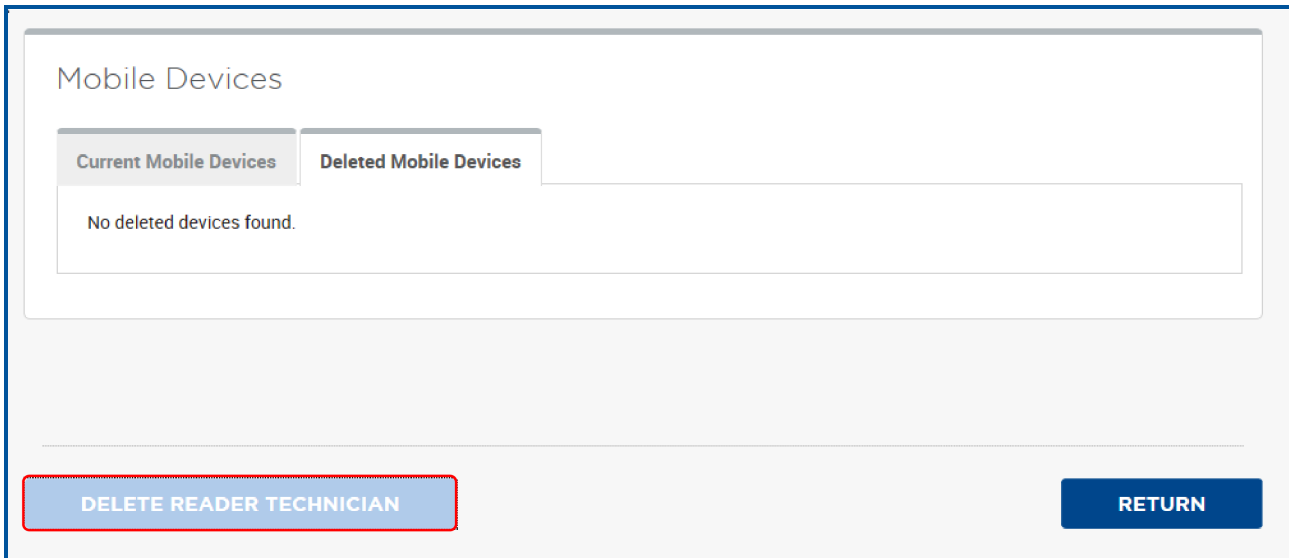 Mobile Devices
Current Mobile Devices Deleted Mobile Devices
No deleted devices found.
DELETE READER TECHNICIAN RETURN